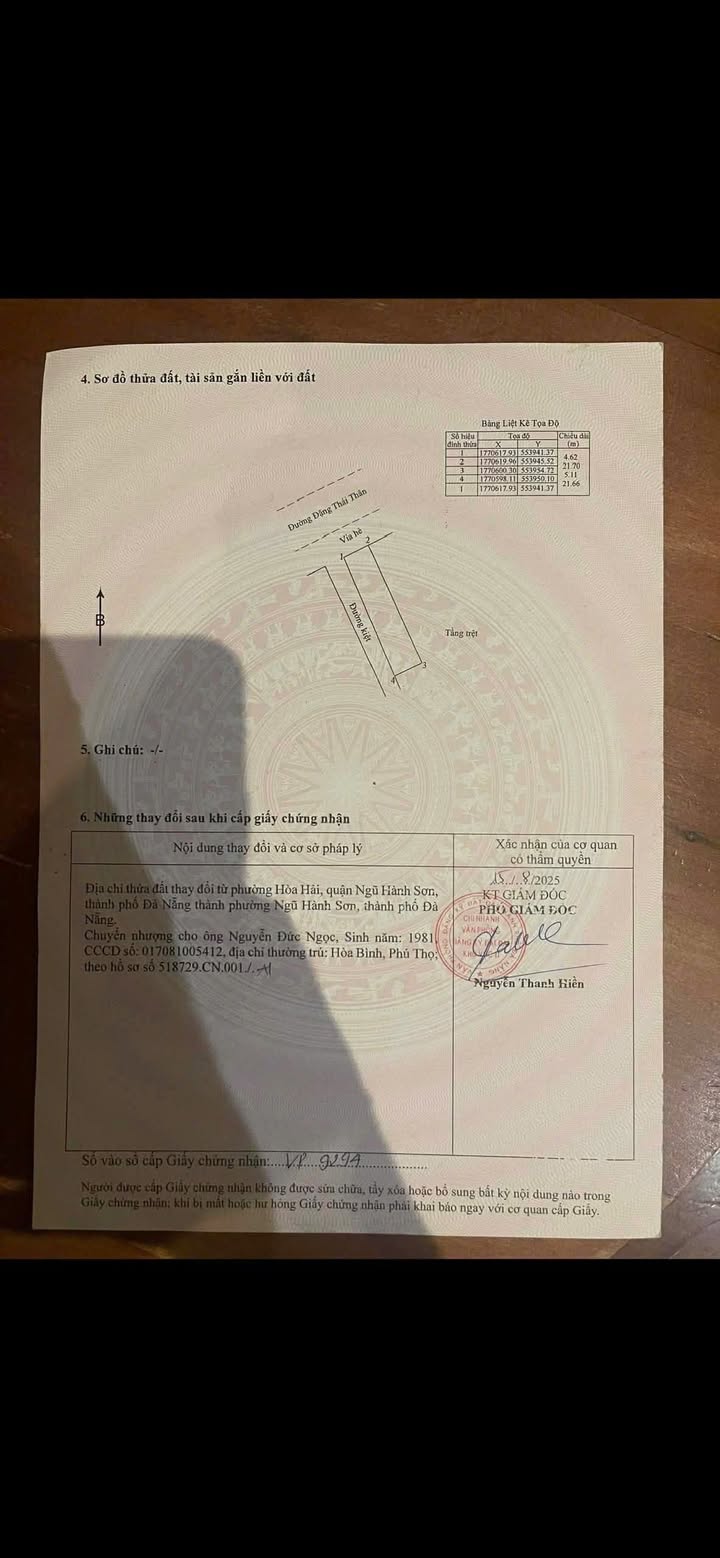 4. Sơ đồ thửa đất, tài sản gắn liền với đất
Bảng Liệt Kê Tọa Độ
Số hiệu đỉnh thửa Tọa độ Chiều dài (m)
X Y
1 1770617.93 553941.37
4.62
2 1770619.96 553945.52
21.70
3 1770600.30 553954.72
5.11
4 1770598.11 553950.10
21.66
1 1770617.93 553941.37
Đường Đặng Thái Thân
Vỉa hè
1
2
Đường kiệt
3
4
B
Tầng trệt
5. Ghi chú: -/-
6. Những thay đổi sau khi cấp giấy chứng nhận
Nội dung thay đổi và cơ sở pháp lý
Xác nhận của cơ quan
có thẩm quyền
Địa chỉ thửa đất thay đổi từ phường Hòa Hải, quận Ngũ Hành Sơn,
thành phố Đà Nẵng thành phường Ngũ Hành Sơn, thành phố Đà
Nẵng.
Chuyển nhượng cho ông Nguyễn Đức Ngọc, Sinh năm: 1981,
CCCD số: 017081005412, địa chỉ thường trú: Hòa Bình, Phú Thọ;
theo hồ sơ số 518729.CN.001./.
15/8/2025
KT GIÁM ĐỐC
PHÓ GIÁM ĐỐC
CHI NHÁNH
VĂN PHÒNG
Nguyễn Thanh Hiền
Số vào sổ cấp Giấy chứng nhận:....VP 9294
Người được cấp Giấy chứng nhận không được sửa chữa, tẩy xóa hoặc bổ sung bất kỳ nội dung nào trong
Giấy chứng nhận; khi bị mất hoặc hư hỏng Giấy chứng nhận phải khai báo ngay với cơ quan cấp Giấy.